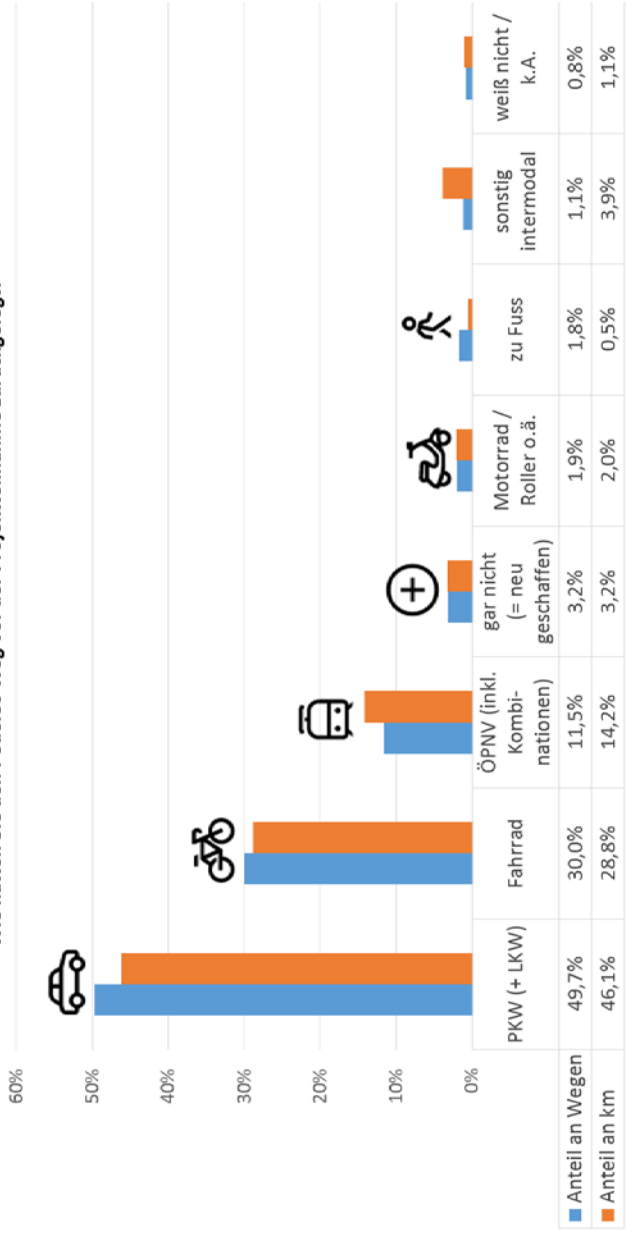 60%
50%
40%
30%
20%
10%
0%
PKW (+ LKW)
Fahrrad
ÖPNV (inkl.
Kombi-
nationen)
gar nicht
(= neu
geschaffen)
Motorrad /
Roller o.ä.
zu Fuss
sonstig
intermodal
weiß nicht /
k.A.
Anteil an Wegen 49,7% 30,0% 11,5% 3,2% 1,9% 1,8% 1,1% 0,8%
Anteil an km 46,1% 28,8% 14,2% 3,2% 2,0% 0,5% 3,9% 1,1%